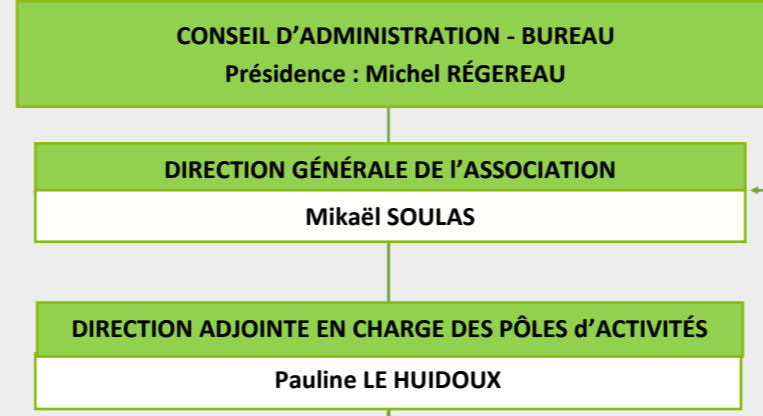 CONSEIL D’ADMINISTRATION - BUREAU
Présidence : Michel RÉGEREAU
DIRECTION GÉNÉRALE DE l’ASSOCIATION
Mikaël SOULAS
DIRECTION ADJOINTE EN CHARGE DES PÔLES d’ACTIVITÉS
Pauline LE HUIDOUX